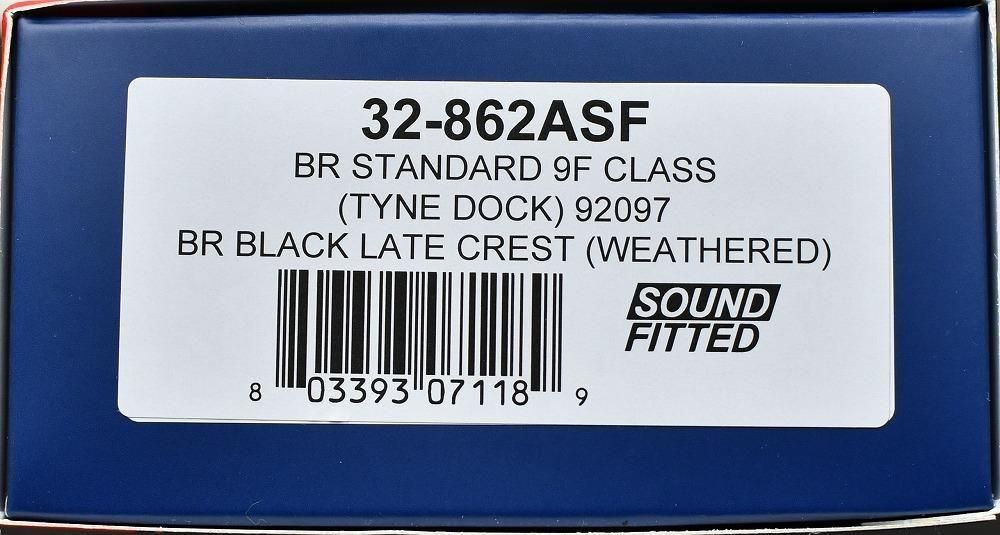 32-862ASF
BR STANDARD 9F CLASS
(TYNE DOCK) 92097
BR BLACK LATE CREST (WEATHERED)
SOUND
FITTED
8 03393 07118 9